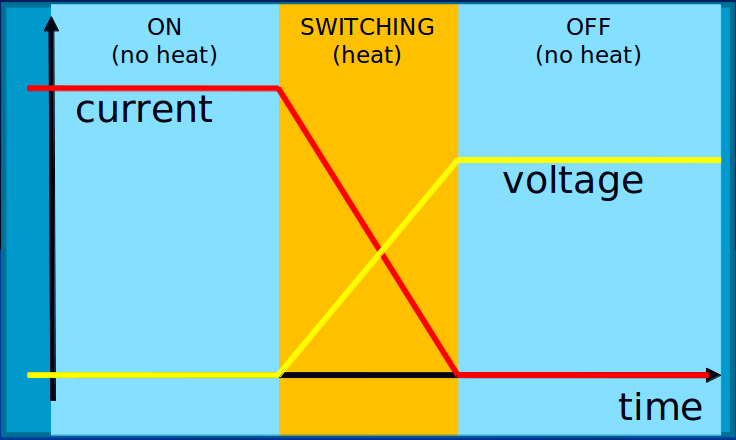 ON
(no heat)
SWITCHING
(heat)
OFF
(no heat)
current
voltage
time